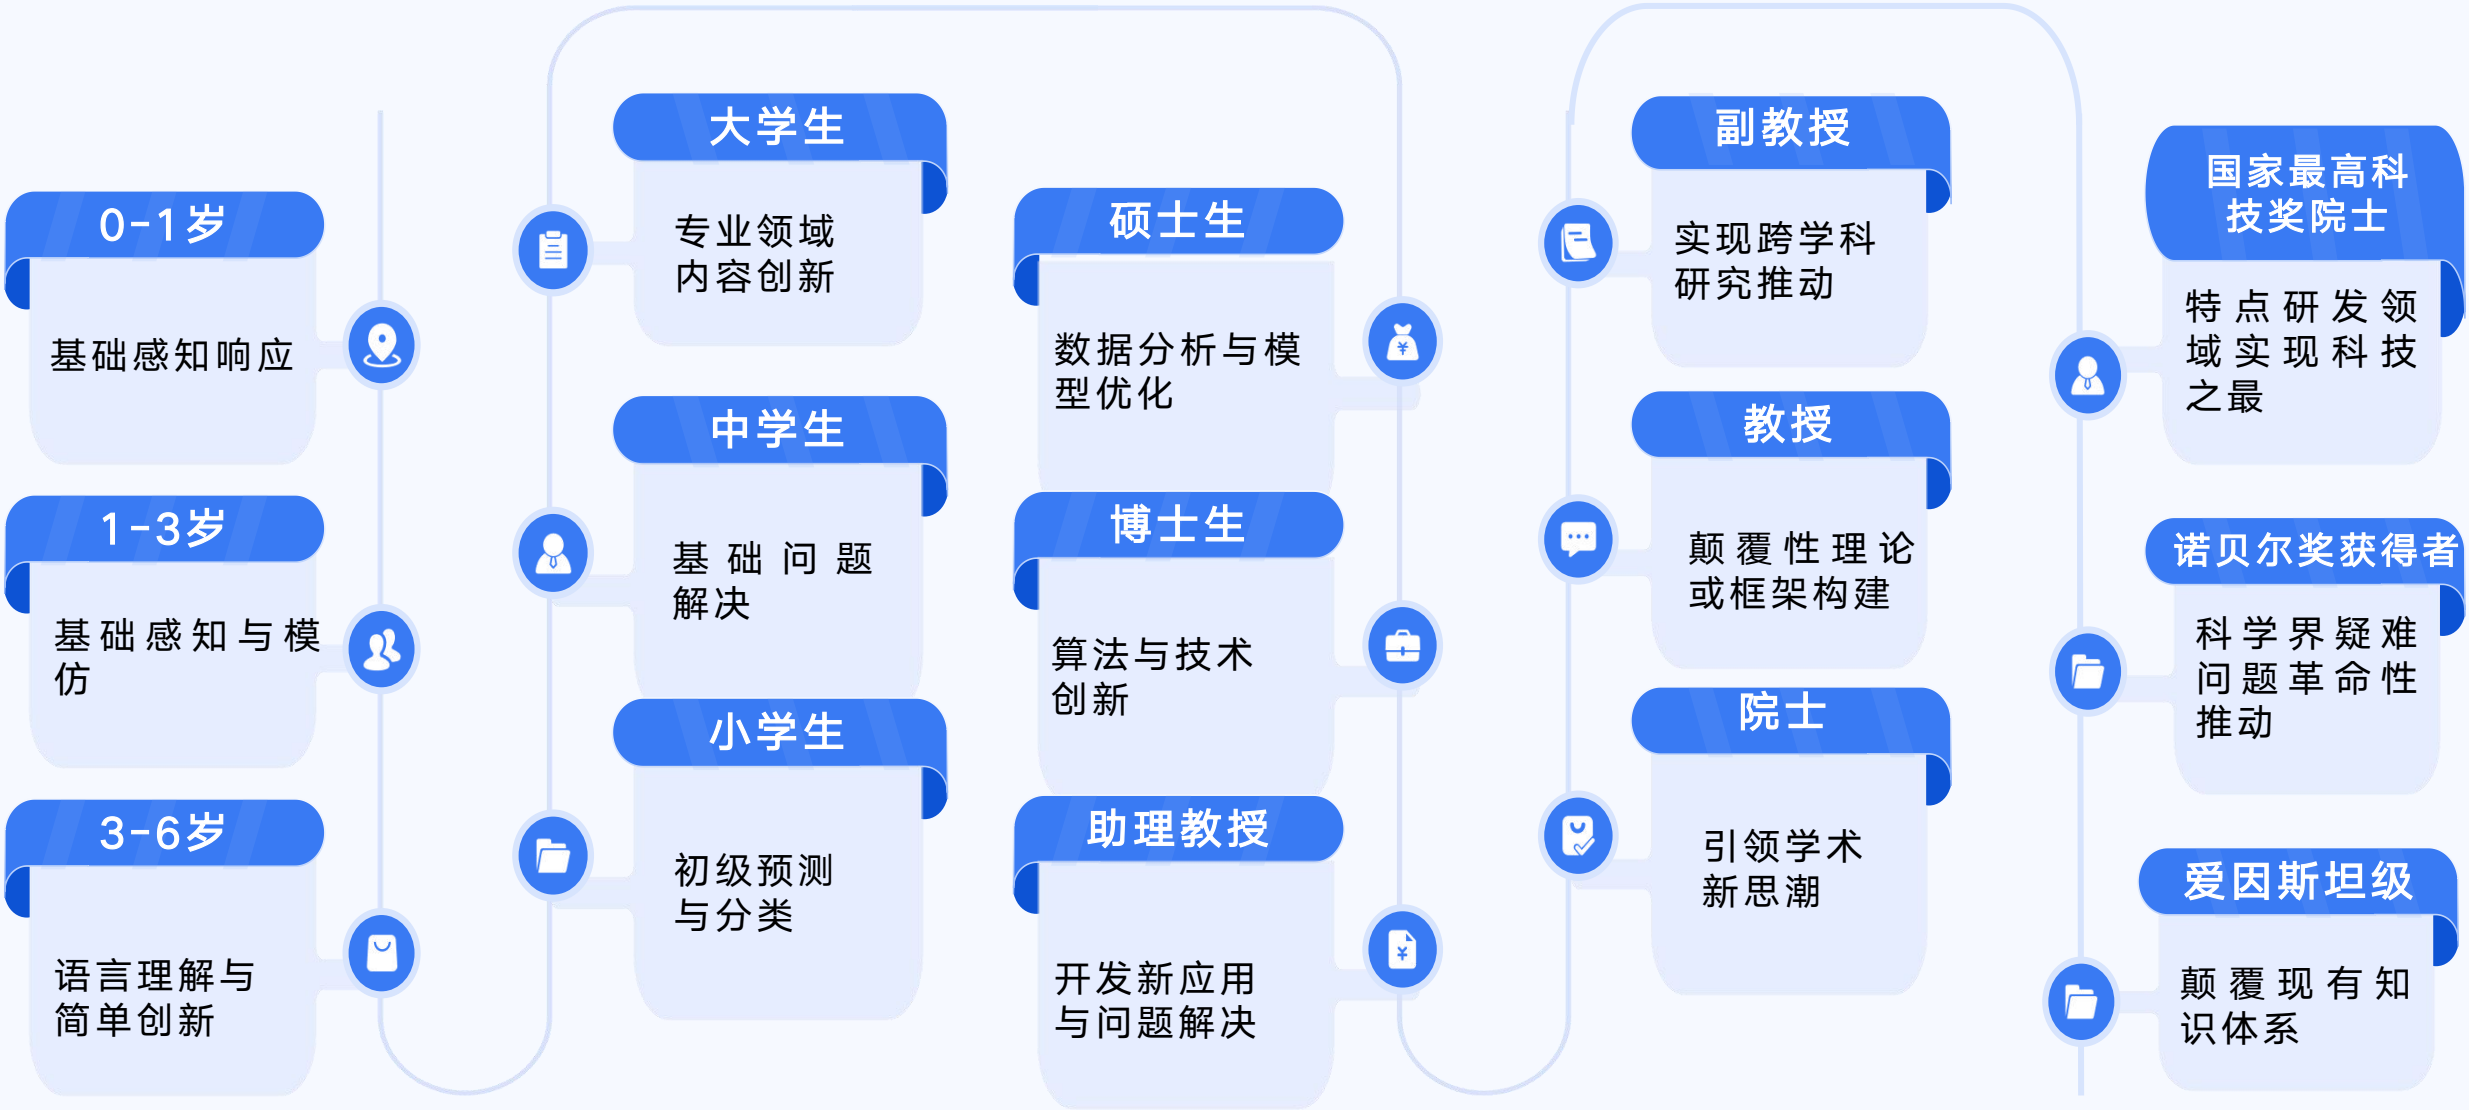 0-1岁
基础感知响应
1-3岁
基础感知与模
仿
3-6岁
语言理解与
简单创新
大学生
专业领域
内容创新
中学生
基础问题
解决
小学生
初级预测
与分类
硕士生
数据分析与模
型优化
博士生
算法与技术
创新
助理教授
开发新应用
与问题解决
副教授
实现跨学科
研究推动
教授
颠覆性理论
或框架构建
院士
引领学术
新思潮
国家最高科
技奖院士
特点研发领
域实现科技
之最
诺贝尔奖获得者
科学界疑难
问题革命性
推动
爱因斯坦级
颠覆现有知
识体系